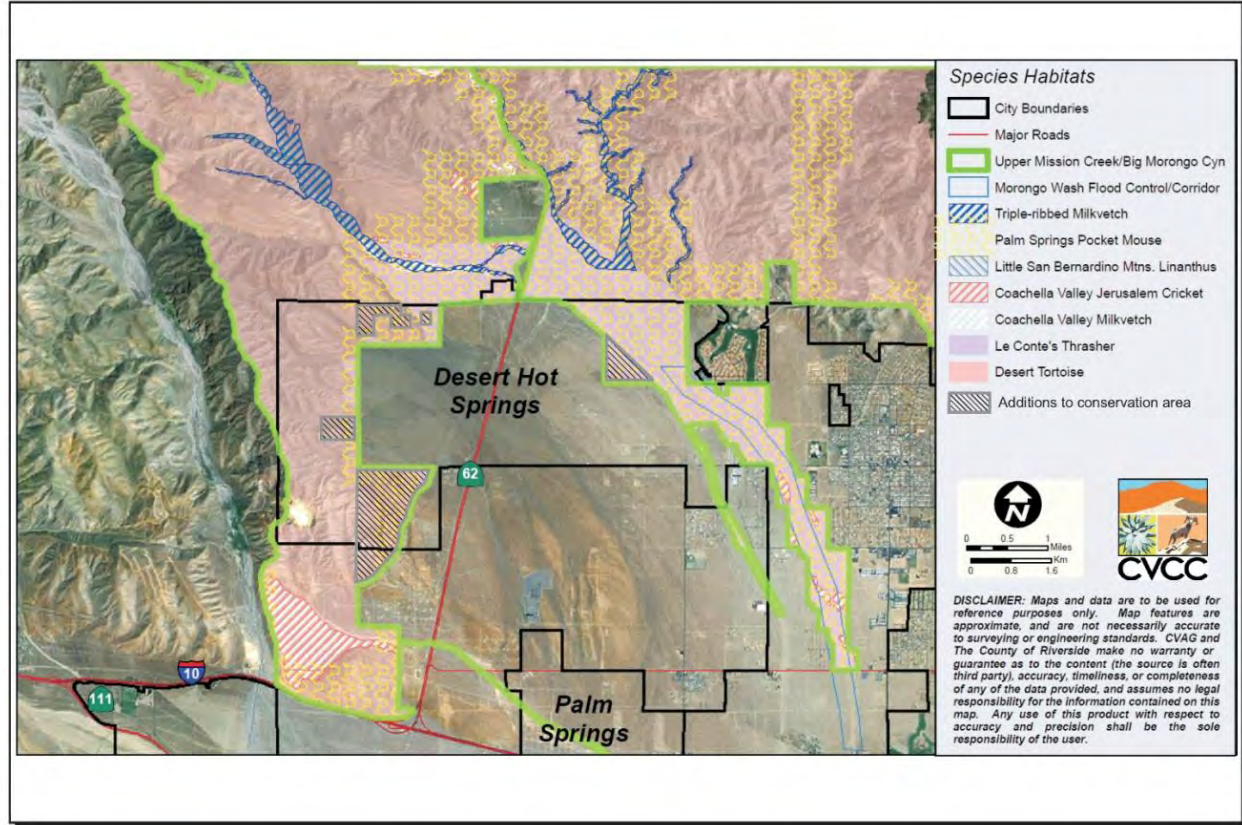 Species Habitats
City Boundaries
Major Roads
Upper Mission Creek/Big Morongo Cyn
Morongo Wash Flood Control/Corridor
Triple-ribbed Milkvetch
Palm Springs Pocket Mouse
Little San Bernardino Mtns. Linanthus
Coachella Valley Jerusalem Cricket
Coachella Valley Milkvetch
Le Conte's Thrasher
Desert Tortoise
Additions to conservation area
Desert Hot
Springs
62
10
111
Palm
Springs
N
0 0.5 1
Miles
Km
0 0.8 1.6
CVCC
DISCLAIMER: Maps and data are to be used for
reference purposes only. Map features are
approximate, and are not necessarily accurate
to surveying or engineering standards. CVAG and
The County of Riverside make no warranty or
guarantee as to the content (the source is often
third party), accuracy, timeliness, or completeness
of any of the data provided, and assumes no legal
responsibility for the information contained on this
map. Any use of this product with respect to
accuracy and precision shall be the sole
responsibility of the user.